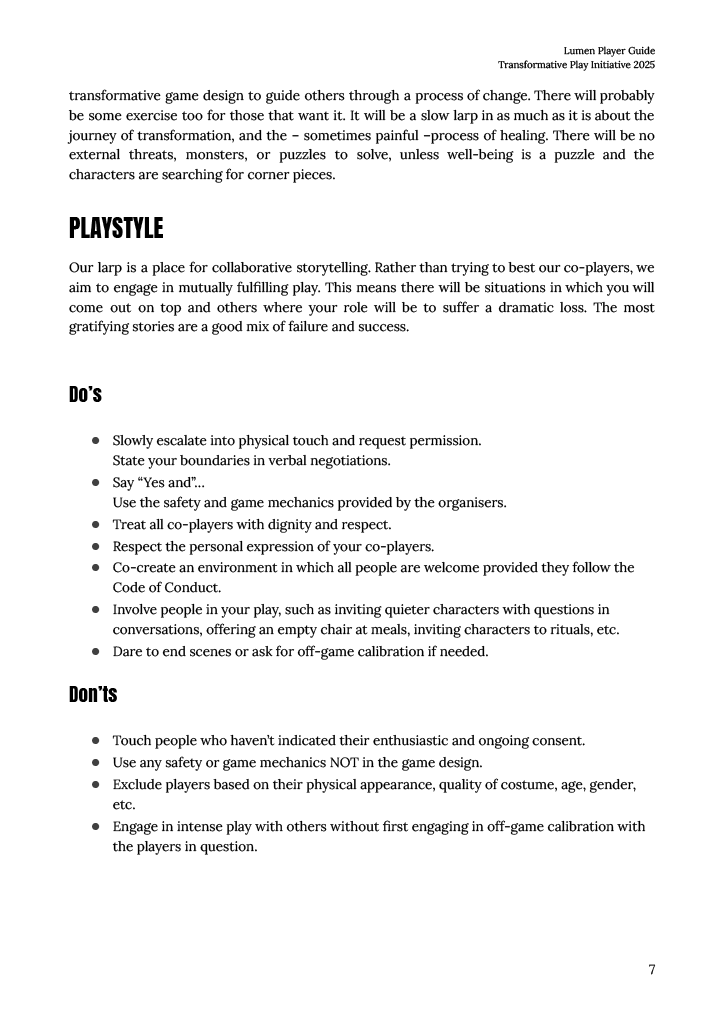 Lumen Player Guide
Transformative Play Initiative 2025
transformative game design to guide others through a process of change. There will probably
be some exercise too for those that want it. It will be a slow larp in as much as it is about the
journey of transformation, and the – sometimes painful –process of healing. There will be no
external threats, monsters, or puzzles to solve, unless well-being is a puzzle and the
characters are searching for corner pieces.
PLAYSTYLE
Our larp is a place for collaborative storytelling. Rather than trying to best our co-players, we
aim to engage in mutually fulfilling play. This means there will be situations in which you will
come out on top and others where your role will be to suffer a dramatic loss. The most
gratifying stories are a good mix of failure and success.
Do’s
● Slowly escalate into physical touch and request permission.
State your boundaries in verbal negotiations.
● Say “Yes and”...
Use the safety and game mechanics provided by the organisers.
● Treat all co-players with dignity and respect.
● Respect the personal expression of your co-players.
● Co-create an environment in which all people are welcome provided they follow the
Code of Conduct.
● Involve people in your play, such as inviting quieter characters with questions in
conversations, offering an empty chair at meals, inviting characters to rituals, etc.
● Dare to end scenes or ask for off-game calibration if needed.
Don’ts
● Touch people who haven’t indicated their enthusiastic and ongoing consent.
● Use any safety or game mechanics NOT in the game design.
● Exclude players based on their physical appearance, quality of costume, age, gender,
etc.
● Engage in intense play with others without first engaging in off-game calibration with
the players in question.
7